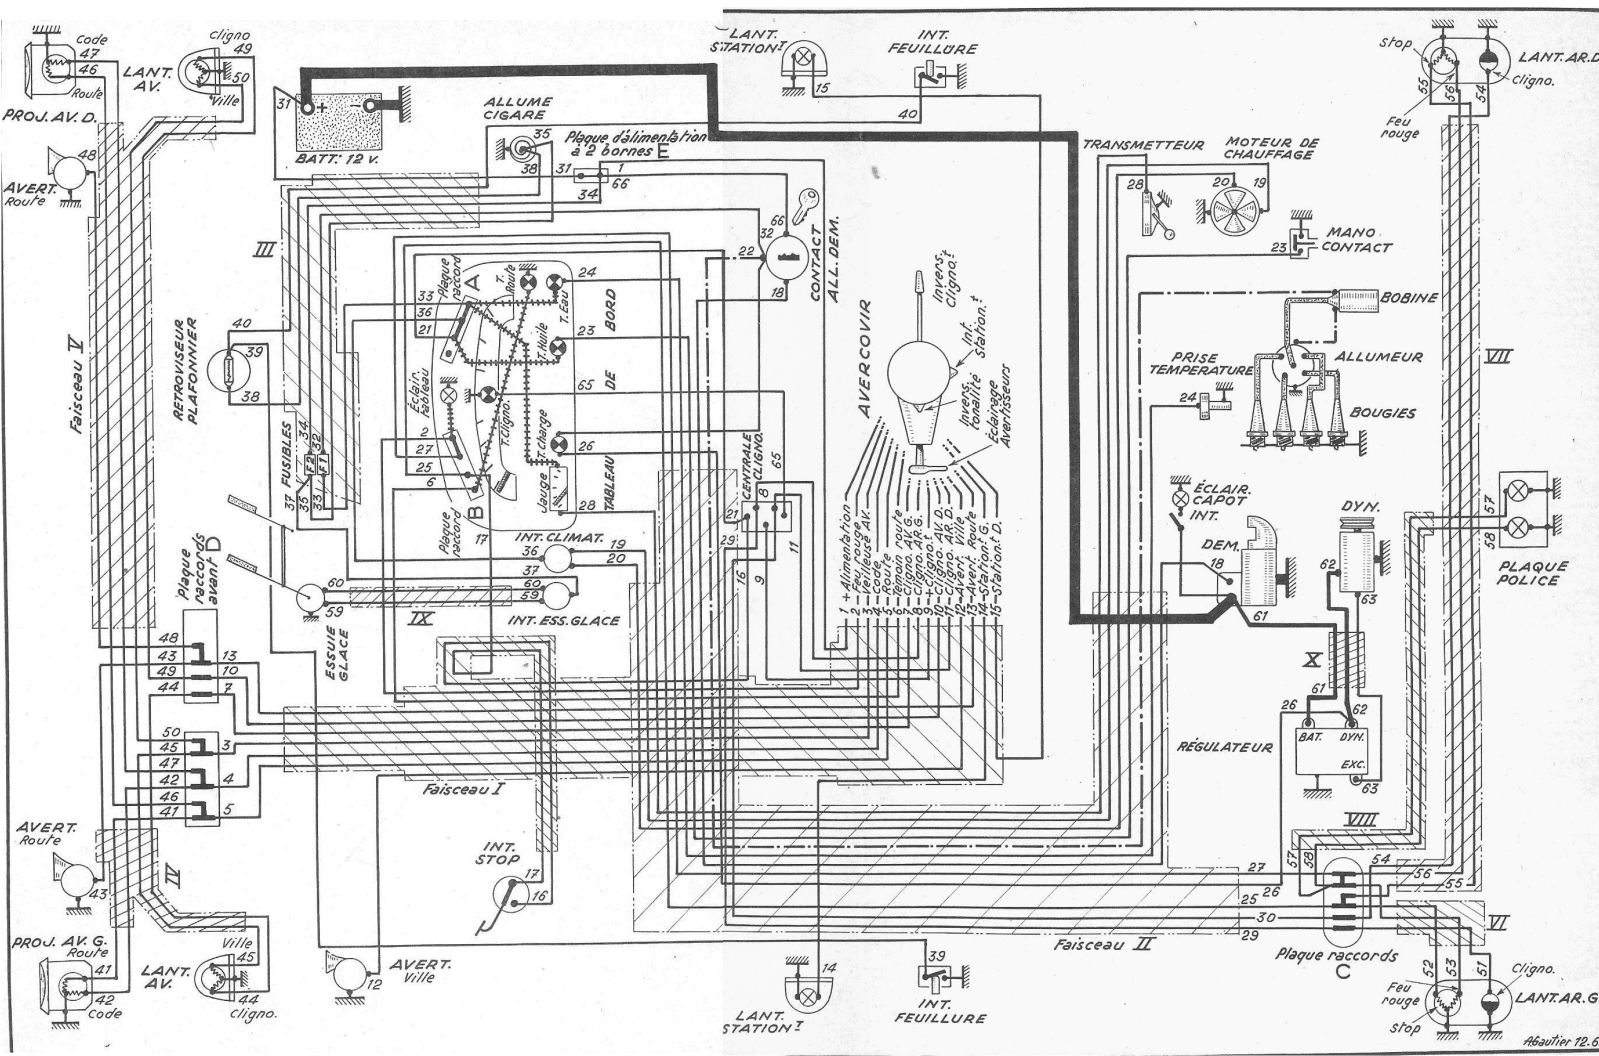 Code
47
46
Route
PROJ. AV. D.
Cligno
49
50
LANT.
AV.
Ville
48
AVERT.
Route
31
+
-
BATT. 12 V.
ALLUME
CIGARE
35
38
Plaque d'alimentation
à 2 bornes E
31
1
66
34
LANT.
STATIONT
15
INT.
FEUILLURE
40
66
32
22
18
CONTACT
ALL. DEM.
TRANSMETTEUR
28
MOTEUR DE
CHAUFFAGE
20
19
23
MANO
CONTACT
BOBINE
ALLUMEUR
BOUGIES
PRISE
TEMPERATURE
24
Stop
55
56
54
Feu
rouge
LANT. AR. D.
Cligno.
VII
Faisceau V
III
RETROVISEUR
PLAFONNIER
40
39
38
FUSIBLES
34
32
F2
F1
37
35
33
Plaque
raccord
A
33
36
21
T. Route
T. Eau
24
T. Huile
23
Eclair.
Tableau
T. Cligno.
65
T. Charge
26
Jauge
28
2
27
25
6
B
Plaque
raccord
17
TABLEAU
DE
BORD
CENTRALE
CLIGNO.
8
65
21
29
16
9
11
AVERCOVIR
Invers.
Cligno.t
Int.
Station.t
Invers.
tonalité
Éclairage
Avertisseurs
1 + Alimentation
2 - Feu rouge
3 - Veilleuse AV.
4 - Code
5 - Route
6 - Temoin route
7 - Cligno. AV. G.
8 - Cligno. AR. G.
9 - + Cligno.t
10 - Cligno. AV. D.
11 - Cligno. AR. D.
12 - Avert. Ville
13 - Avert. Route
14 - Station.t G.
15 - Station.t D.
INT. CLIMAT.
36
19
20
37
60
59
INT. ESS. GLACE
60
59
IX
ESSUIE
GLACE
Plaque
raccords
avant D
48
43
49
44
13
10
7
50
45
47
42
46
41
3
4
5
Faisceau I
ÉCLAIR.
CAPOT
INT.
DEM.
18
61
DYN.
62
63
57
58
PLAQUE
POLICE
X
61
26
62
BAT.
DYN.
EXC.
63
RÉGULATEUR
VIII
57
58
54
56
55
27
26
25
30
29
Faisceau II
Plaque raccords
C
VI
52
53
51
Feu
rouge
Stop
Cligno.
LANT. AR. G.
AVERT.
Route
43
IV
PROJ. AV. G.
Route
41
42
Code
LANT.
AV.
Ville
45
44
Cligno.
12
AVERT.
Ville
INT.
STOP
17
16
14
LANT.
STATIONT
39
INT.
FEUILLURE
AGautier 12.6